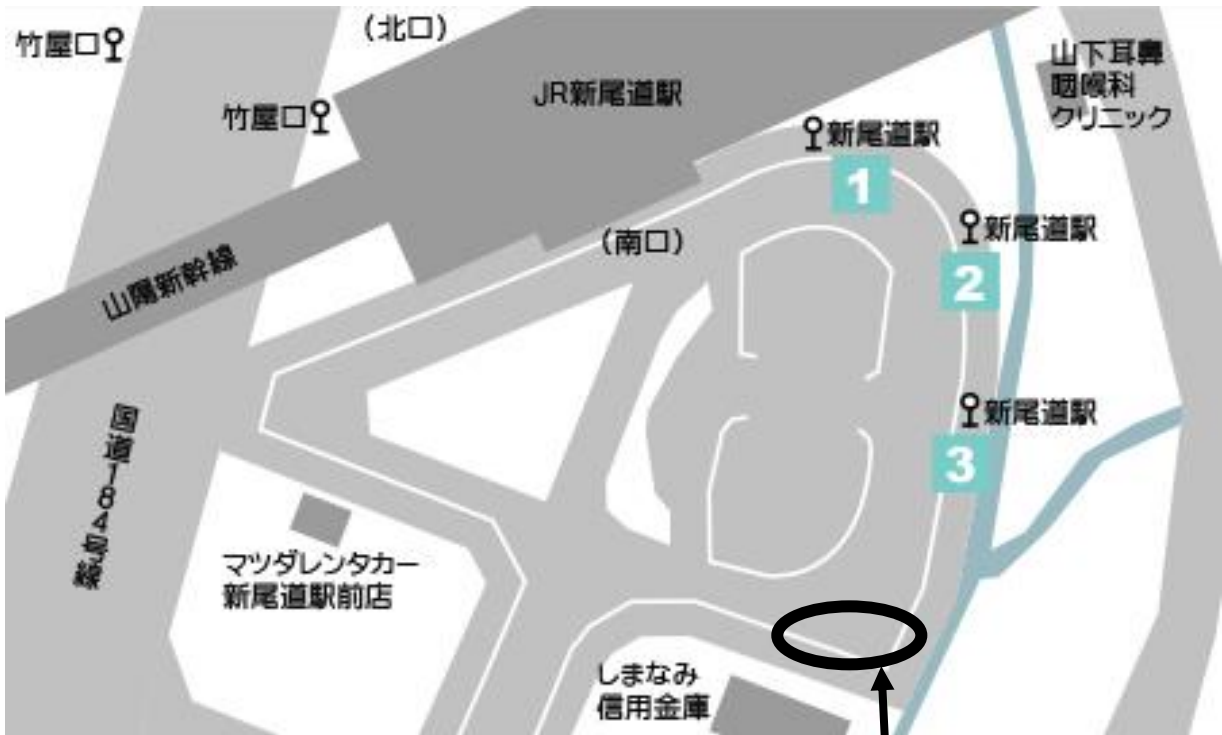 竹屋口
(北口)
竹屋口
JR新尾道駅
山下耳鼻
咽喉科
クリニック
新尾道駅
1
(南口)
新尾道駅
2
山陽新幹線
新尾道駅
3
国道184号線
マツダレンタカー
新尾道駅前店
しまなみ
信用金庫